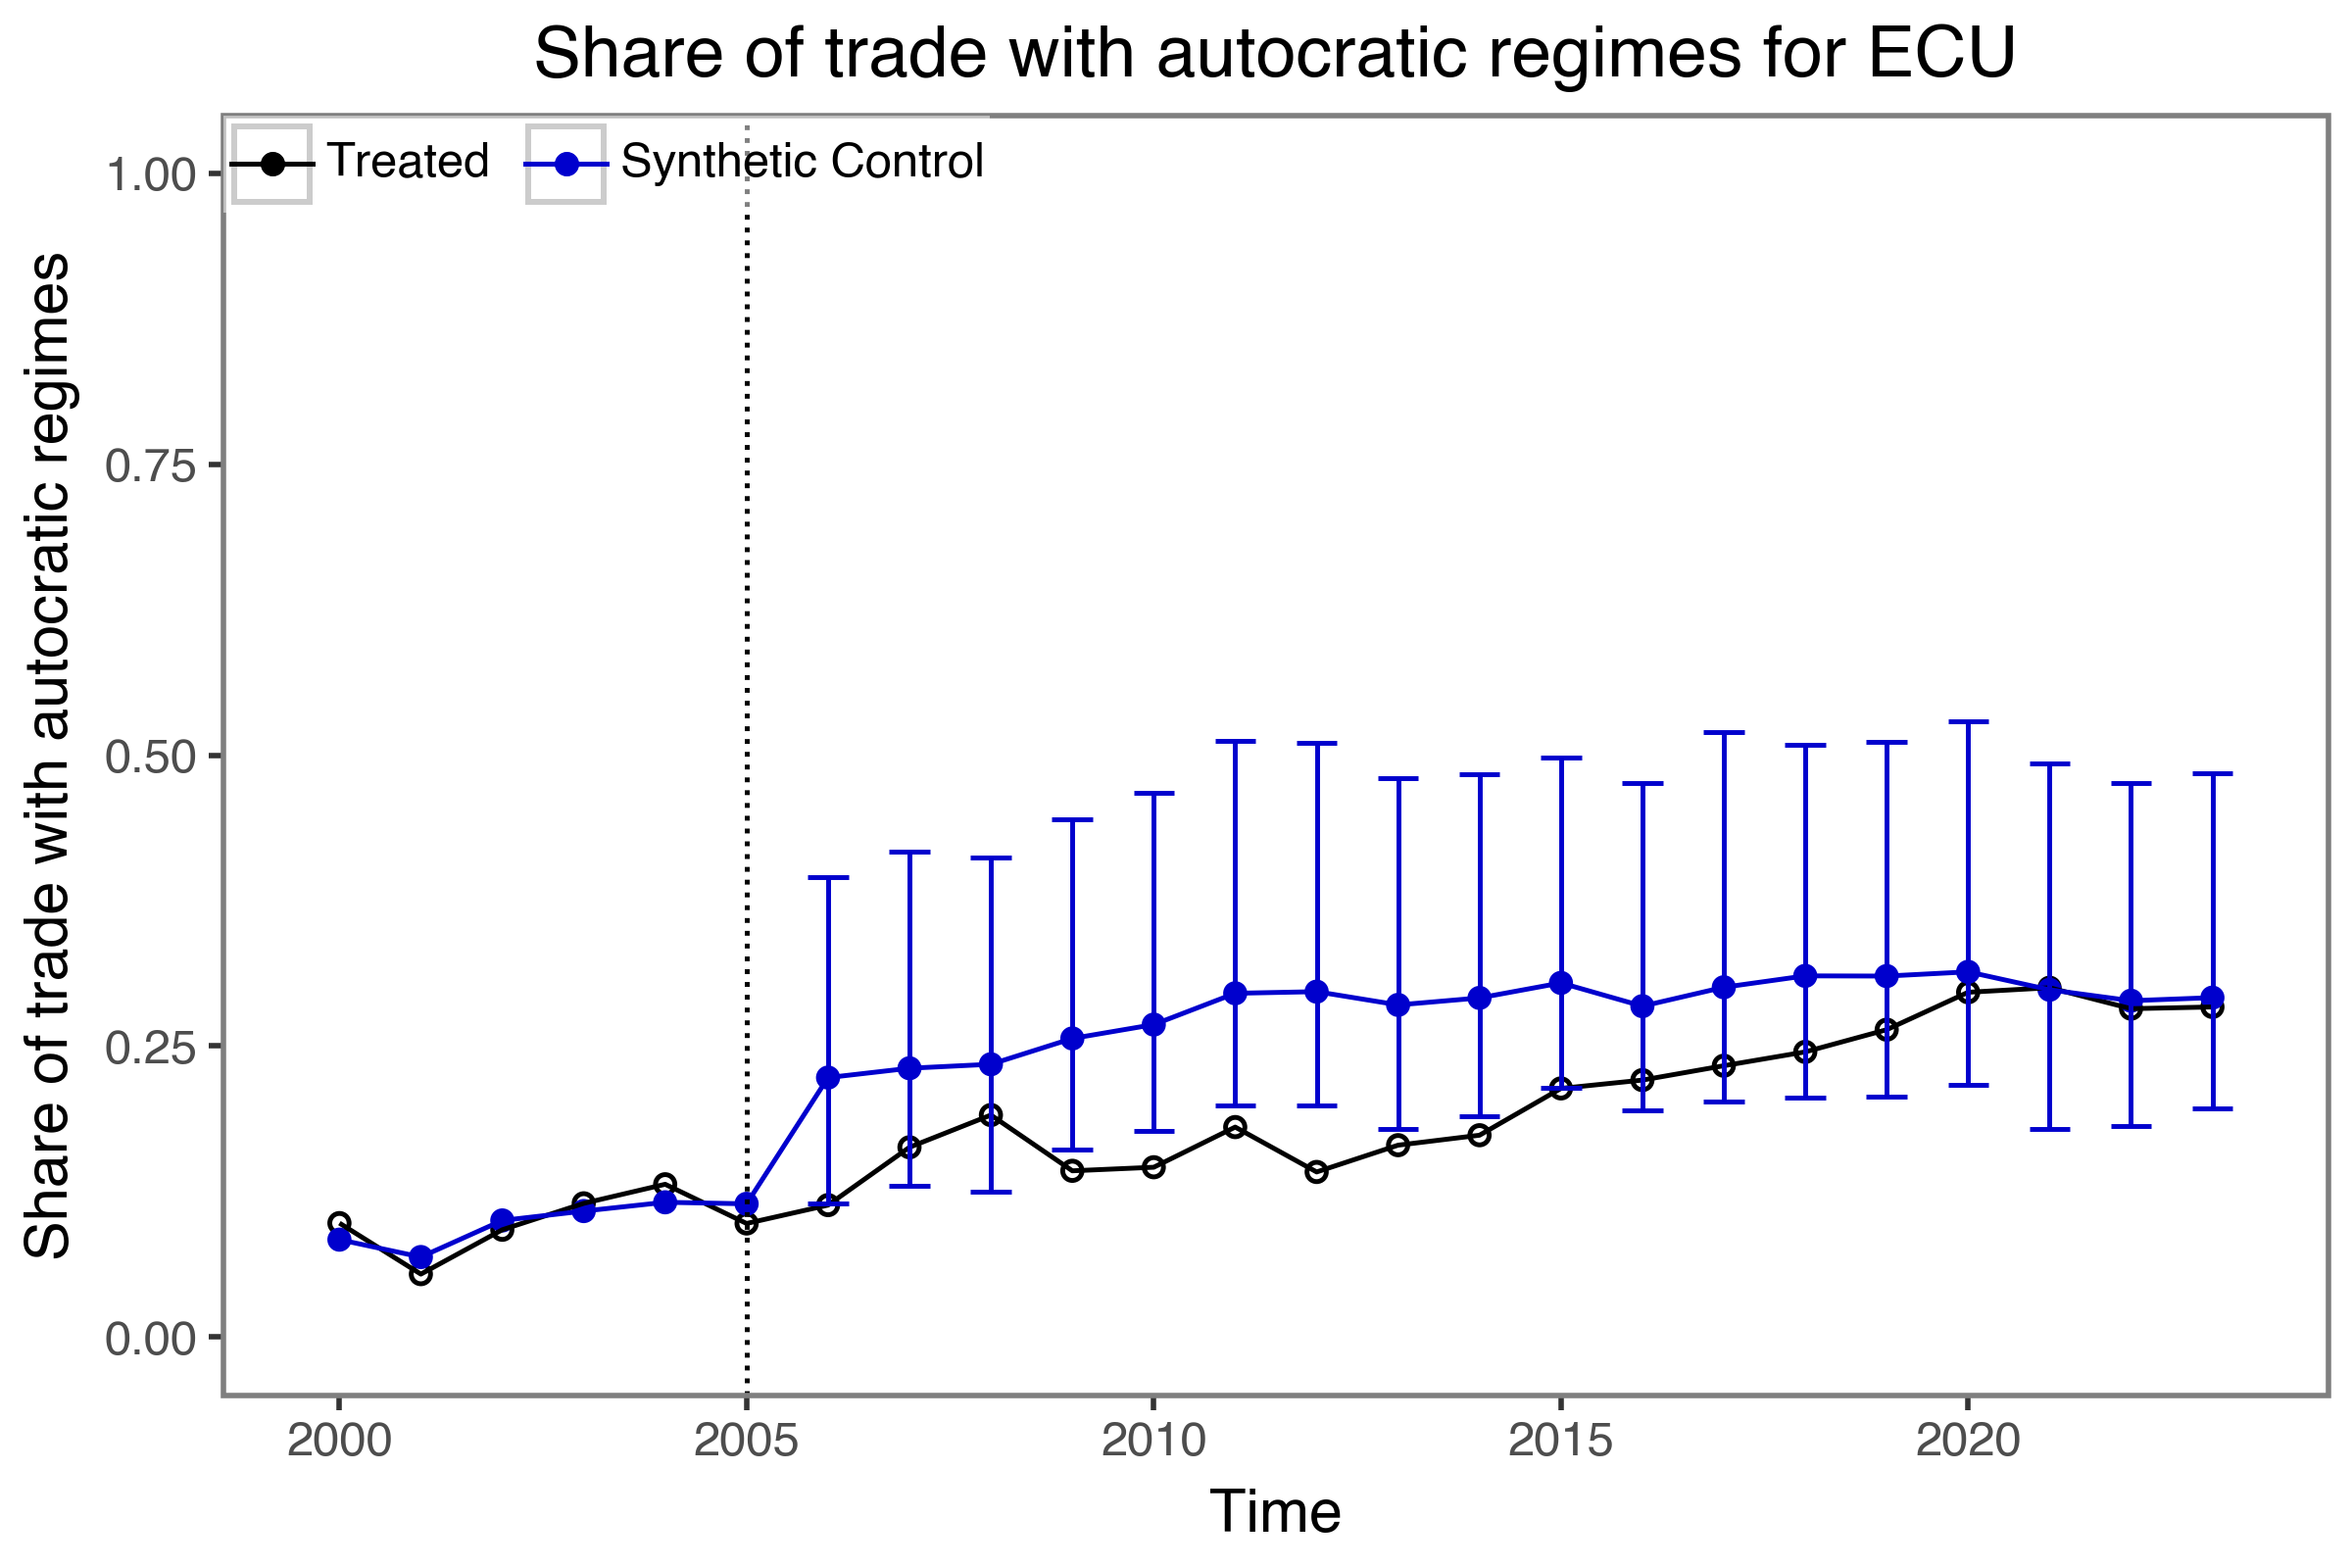 Share of trade with autocratic regimes for ECU
Treated
Synthetic Control
Share of trade with autocratic regimes
1.00
0.75
0.50
0.25
0.00
2000
2005
2010
2015
2020
Time